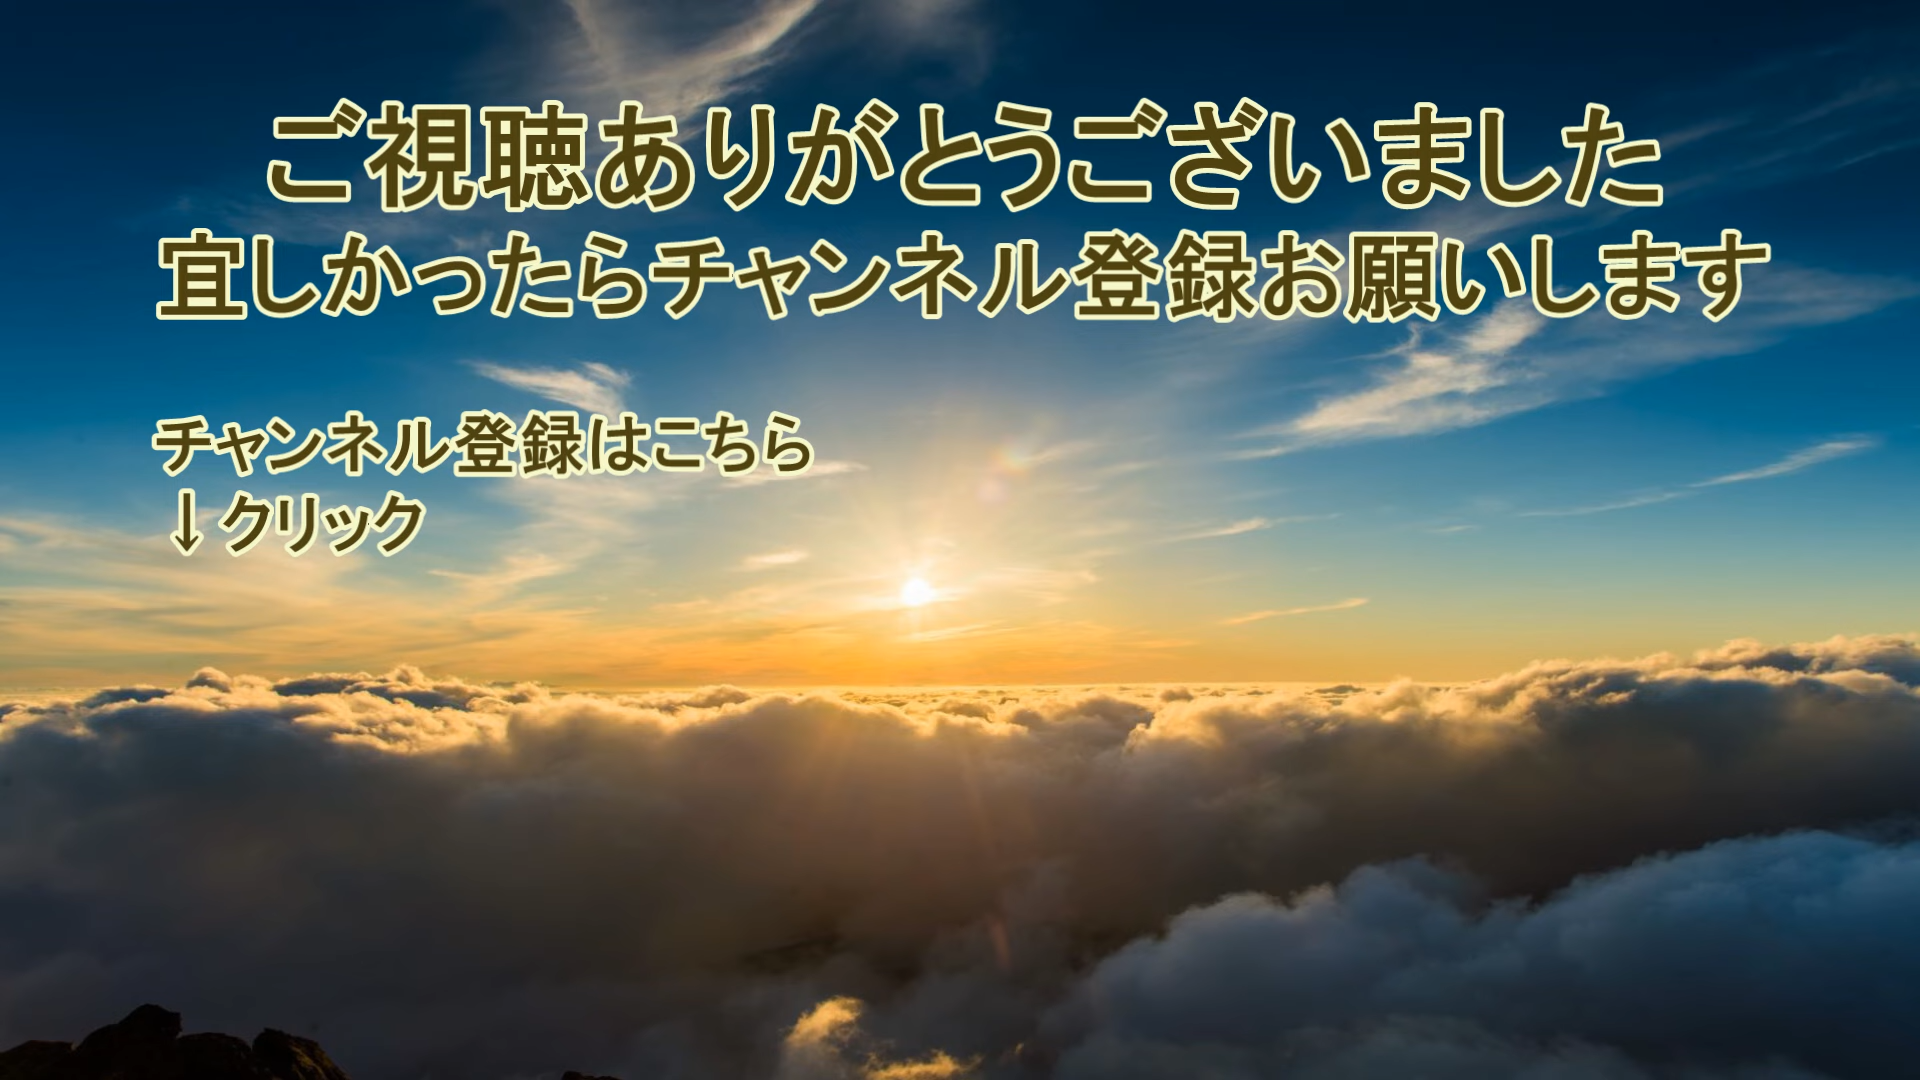 ご視聴ありがとうございました
宜しかったらチャンネル登録お願いします
チャンネル登録はこちら
↓クリック